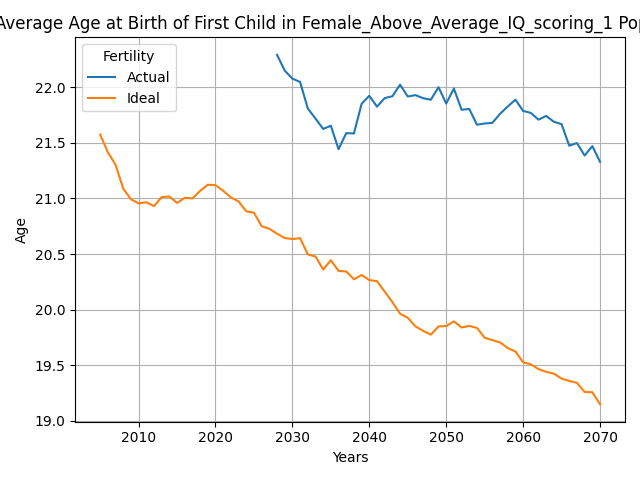 Average Age at Birth of First Child in Female_Above_Average_IQ_scoring_1
Fertility
Actual
Ideal
22.0
21.5
21.0
20.5
20.0
19.5
19.0
Age
2010 2020 2030 2040 2050 2060 2070
Years